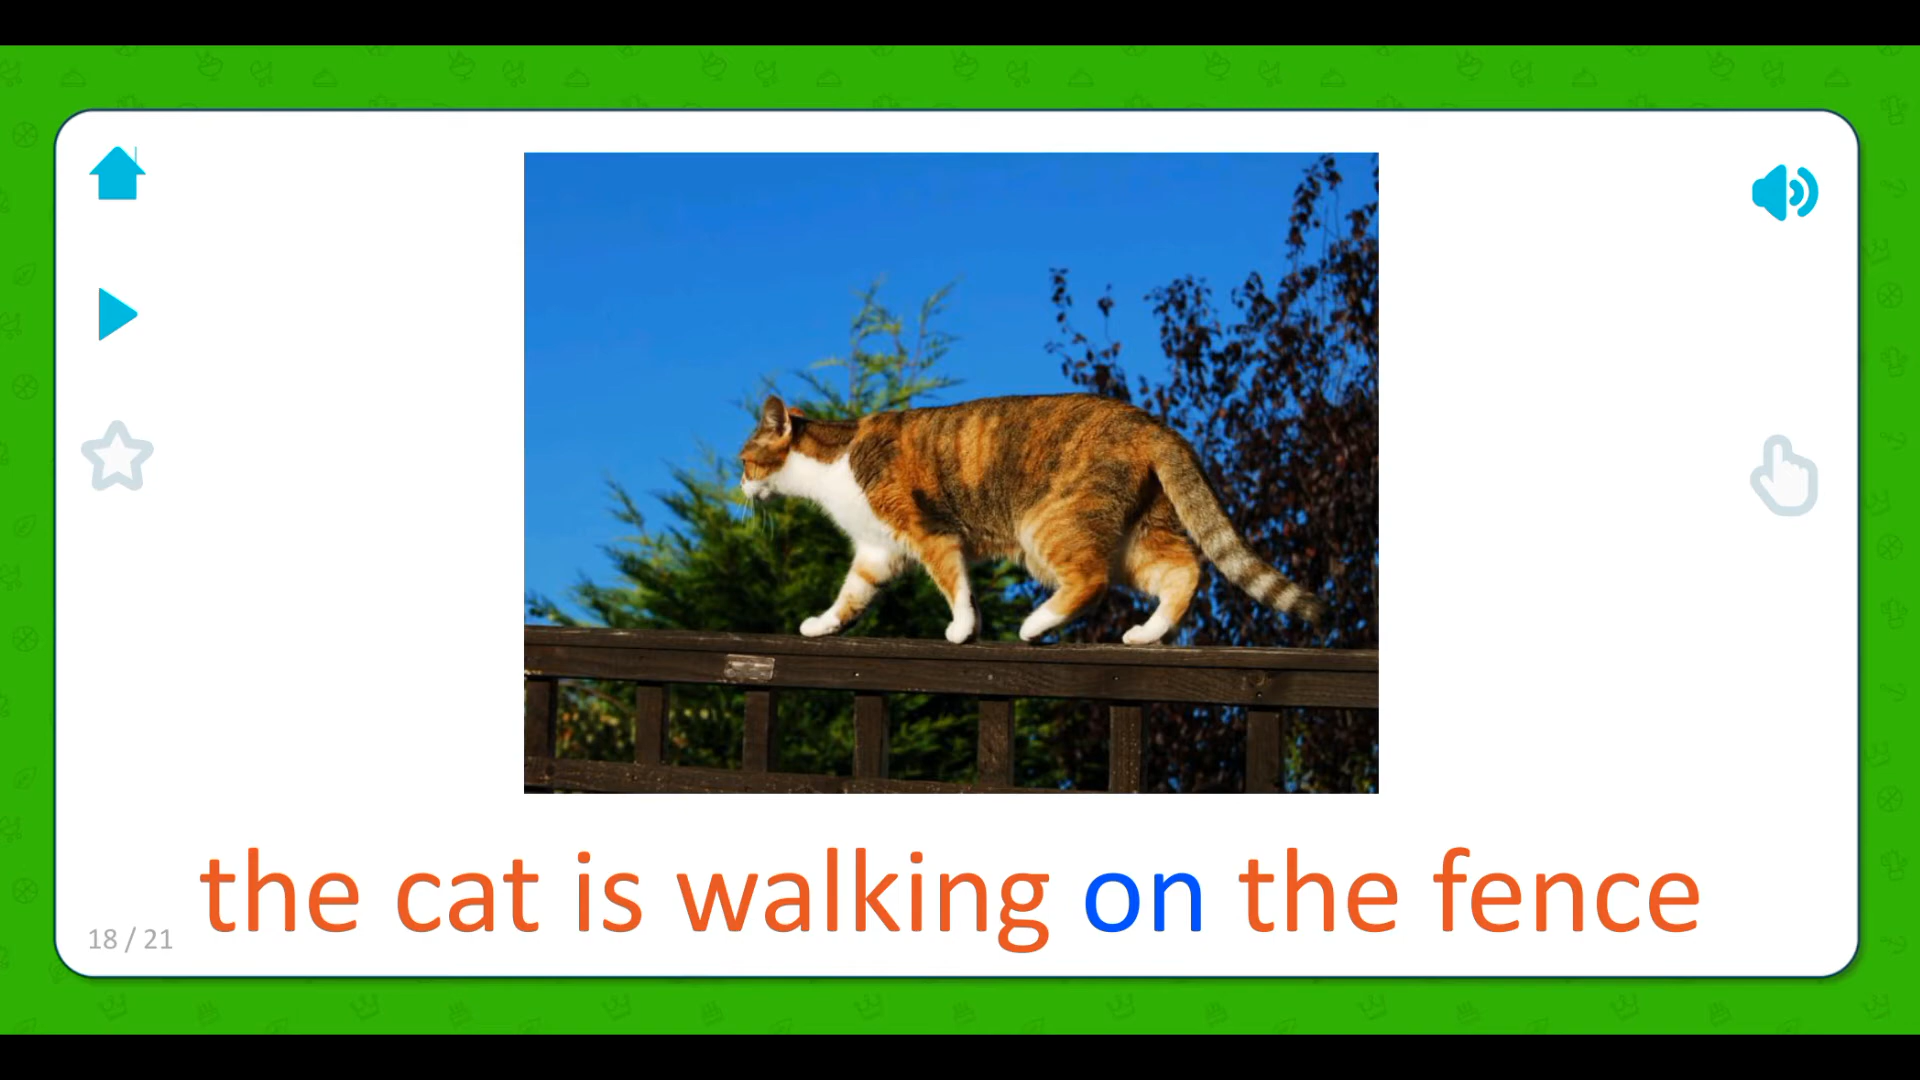 the cat is walking on the fence
18 / 21